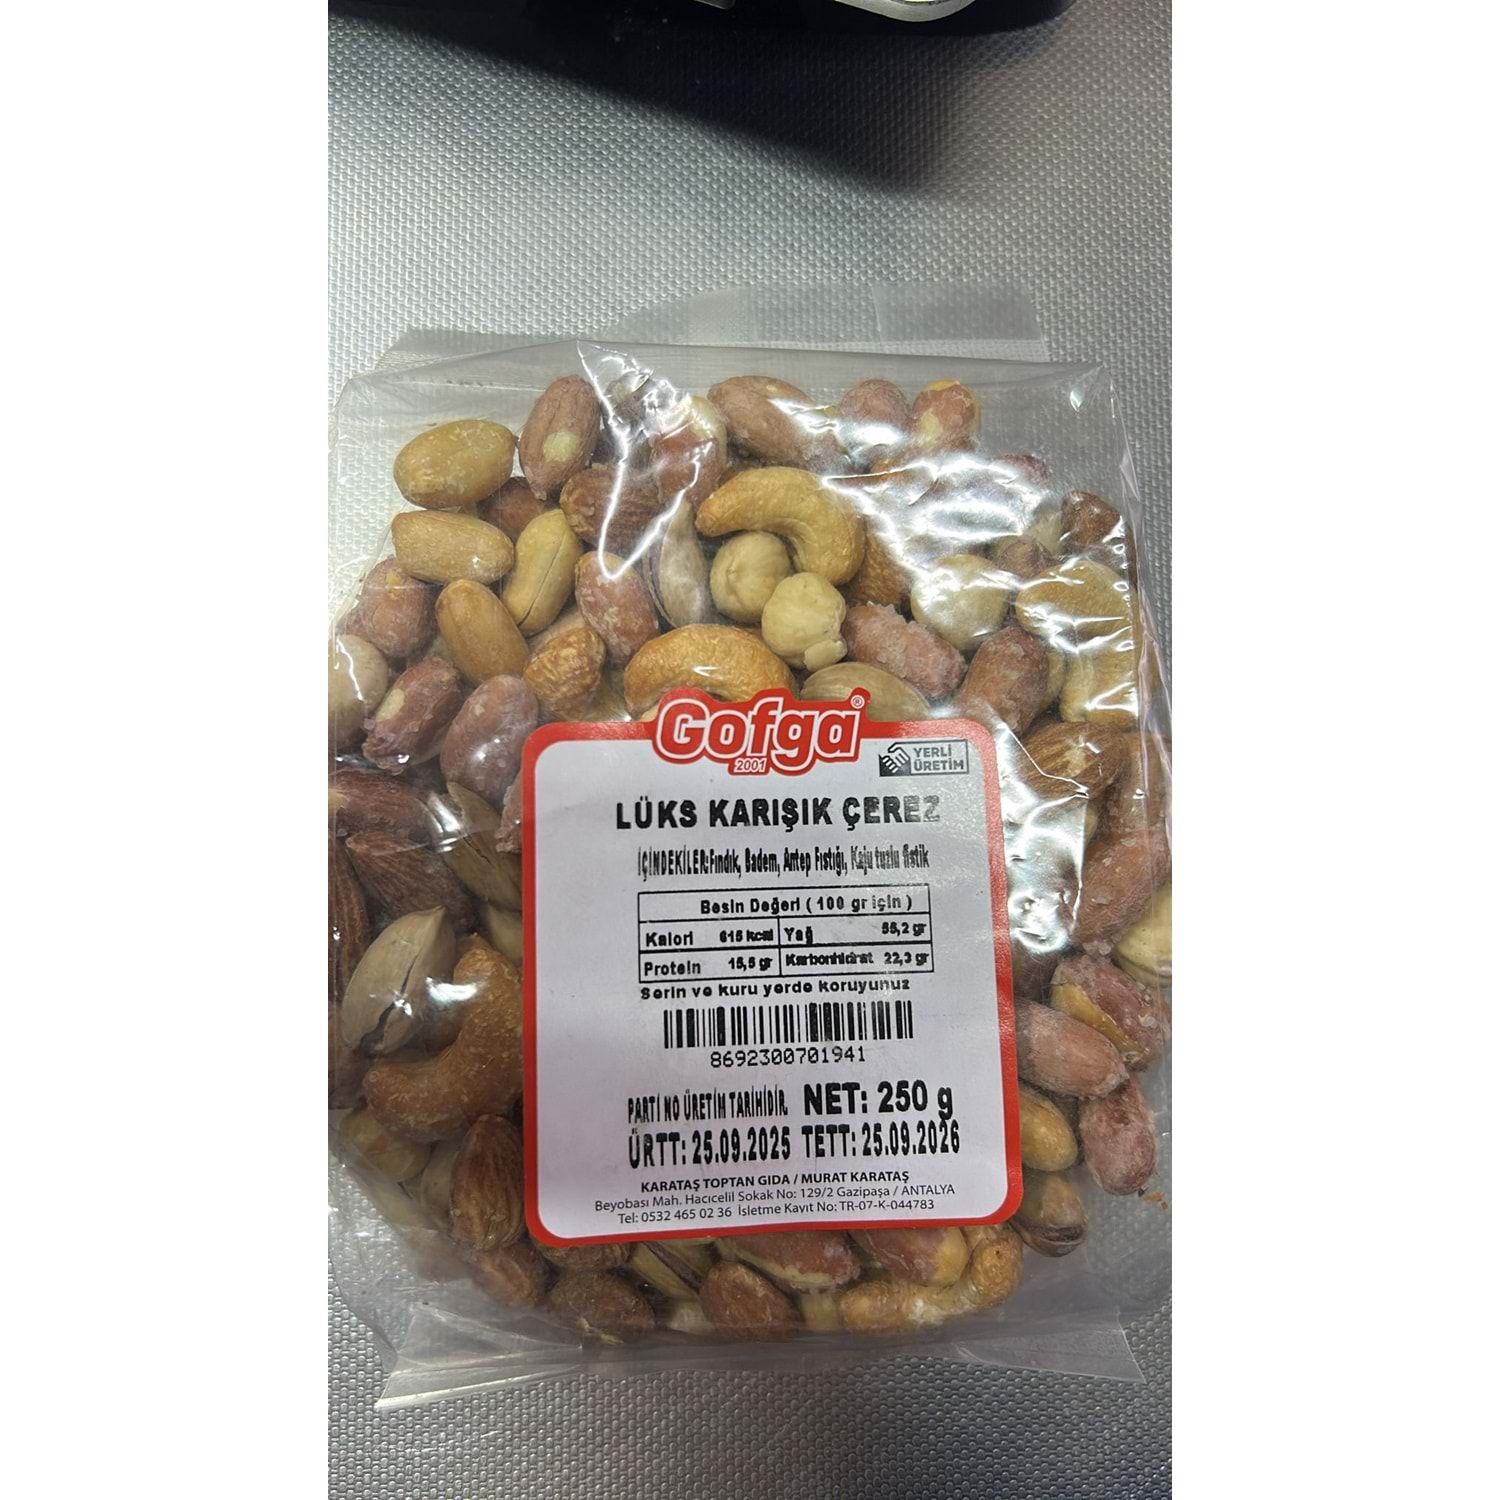 Gofga®
2001
YERLİ
ÜRETİM
LÜKS KARIŞIK ÇEREZ
İÇİNDEKİLER:Fındık, Badem, Antep Fıstığı, Kaju tuzlu fıstık
Besin Değeri ( 100 gr için )
Kalori 615 kcal Yağ 55,2 gr
Protein 15,5 gr Karbonhidrat 22,3 gr
Serin ve kuru yerde koruyunuz
8692300701941
PARTİ NO ÜRETİM TARİHİDİR. NET: 250 g
ÜRTT: 25.09.2025 TETT: 25.09.2026
KARATAŞ TOPTAN GIDA / MURAT KARATAŞ
Beyobası Mah. Hacıcelil Sokak No: 129/2 Gazipaşa / ANTALYA
Tel: 0532 465 02 36 İşletme Kayıt No: TR-07-K-044783